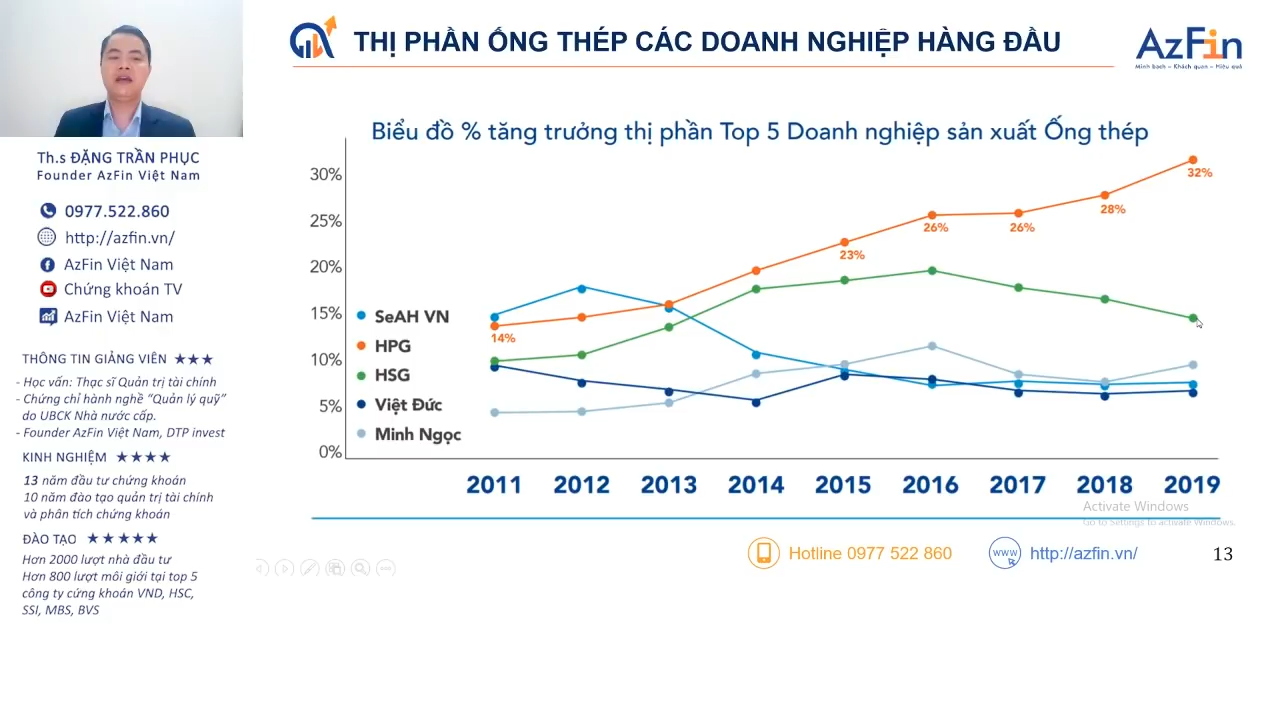 THỊ PHẦN ỐNG THÉP CÁC DOANH NGHIỆP HÀNG ĐẦU
AzFin
Minh bạch – Khách quan – Hiệu quả
Th.s ĐẶNG TRẦN PHỤC
Founder AzFin Việt Nam
0977.522.860
http://azfin.vn/
AzFin Việt Nam
Chứng khoán TV
AzFin Việt Nam
THÔNG TIN GIẢNG VIÊN ★★★
- Học vấn: Thạc sĩ Quản trị tài chính
- Chứng chỉ hành nghề “Quản lý quỹ”
do UBCK Nhà nước cấp.
- Founder AzFin Việt Nam, DTP invest
KINH NGHIỆM ★★★★
13 năm đầu tư chứng khoán
10 năm đào tạo quản trị tài chính
và phân tích chứng khoán
ĐÀO TẠO ★★★★★
Hơn 2000 lượt nhà đầu tư
Hơn 800 lượt môi giới tại top 5
công ty cứng khoán VND, HSC,
SSI, MBS, BVS
Biểu đồ % tăng trưởng thị phần Top 5 Doanh nghiệp sản xuất Ống thép
30%
25%
20%
15%
10%
5%
0%
SeAH VN
HPG
HSG
Việt Đức
Minh Ngọc
14%
23%
26%
26%
28%
32%
2011 2012 2013 2014 2015 2016 2017 2018 2019
Activate Windows
Go to Settings to activate Windows.
Hotline 0977 522 860
www
http://azfin.vn/
13